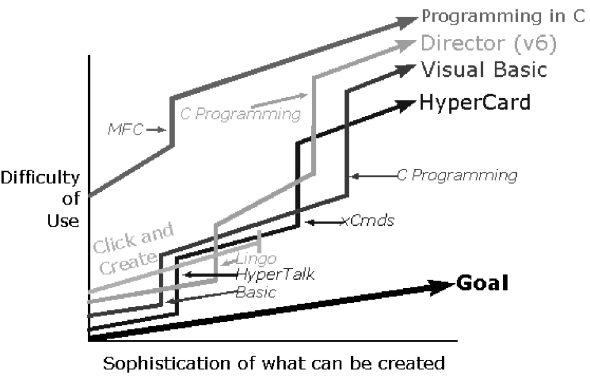 Programming in C
Director (v6)
Visual Basic
HyperCard
C Programming
MFC
Difficulty
of
Use
C Programming
xCmds
Click and
Create
Lingo
HyperTalk
Basic
Goal
Sophistication of what can be created